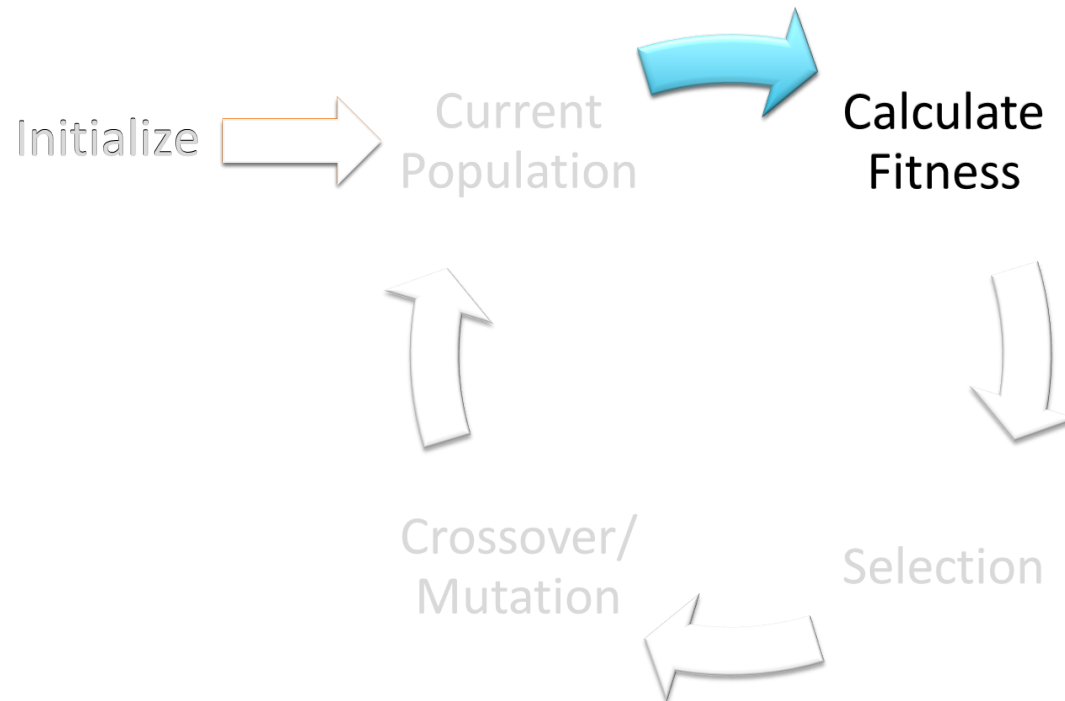 Initialize
Current
Population
Calculate
Fitness
Crossover/
Mutation
Selection